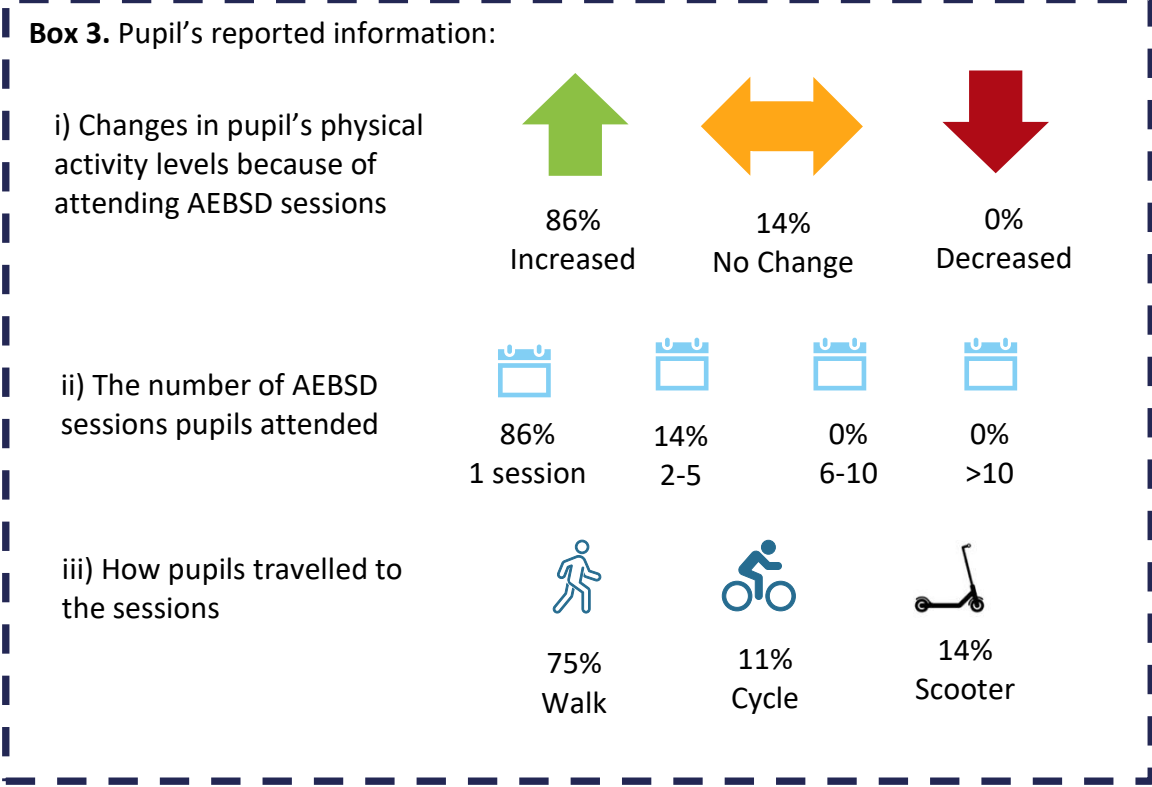 Box 3. Pupil’s reported information:
i) Changes in pupil’s physical
activity levels because of
attending AEBSD sessions
86%
Increased
14%
No Change
0%
Decreased
ii) The number of AEBSD
sessions pupils attended
86%
1 session
14%
2-5
0%
6-10
0%
>10
iii) How pupils travelled to
the sessions
75%
Walk
11%
Cycle
14%
Scooter